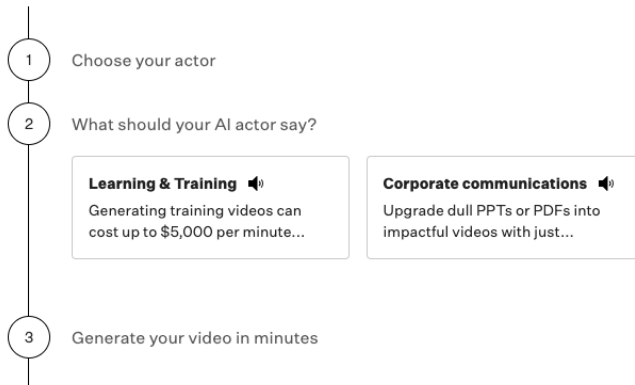 1
Choose your actor
2
What should your AI actor say?
Learning & Training
Generating training videos can
cost up to $5,000 per minute...
Corporate communications
Upgrade dull PPTs or PDFs into
impactful videos with just...
3
Generate your video in minutes